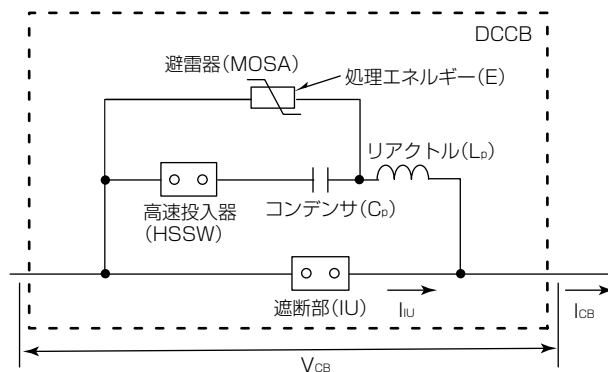 DCCB
避雷器(MOSA)
処理エネルギー(E)
リアクトル(Lp)
高速投入器
(HSSW)
コンデンサ(Cp)
遮断部(IU)
IIU
ICB
VCB